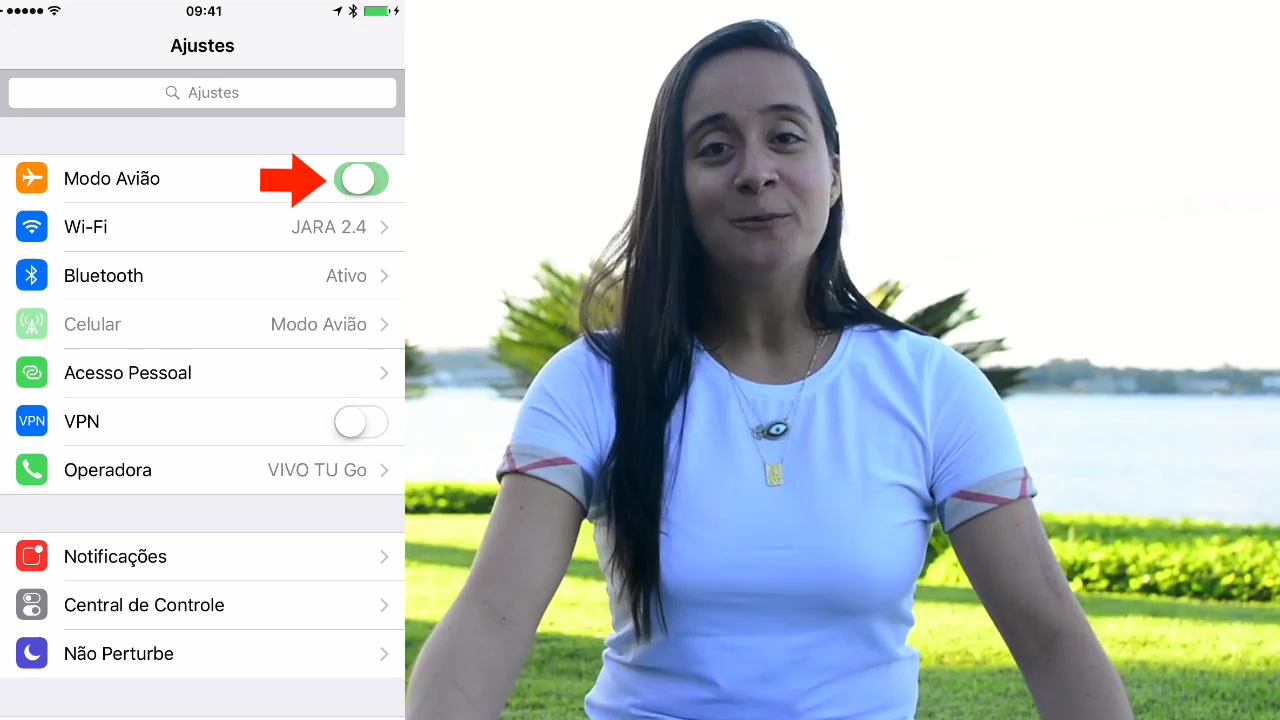 09:41
Ajustes
Ajustes
Modo Avião
Wi-Fi JARA 2.4
Bluetooth Ativo
Celular Modo Avião
Acesso Pessoal
VPN VPN
Operadora VIVO TU Go
Notificações
Central de Controle
Não Perturbe